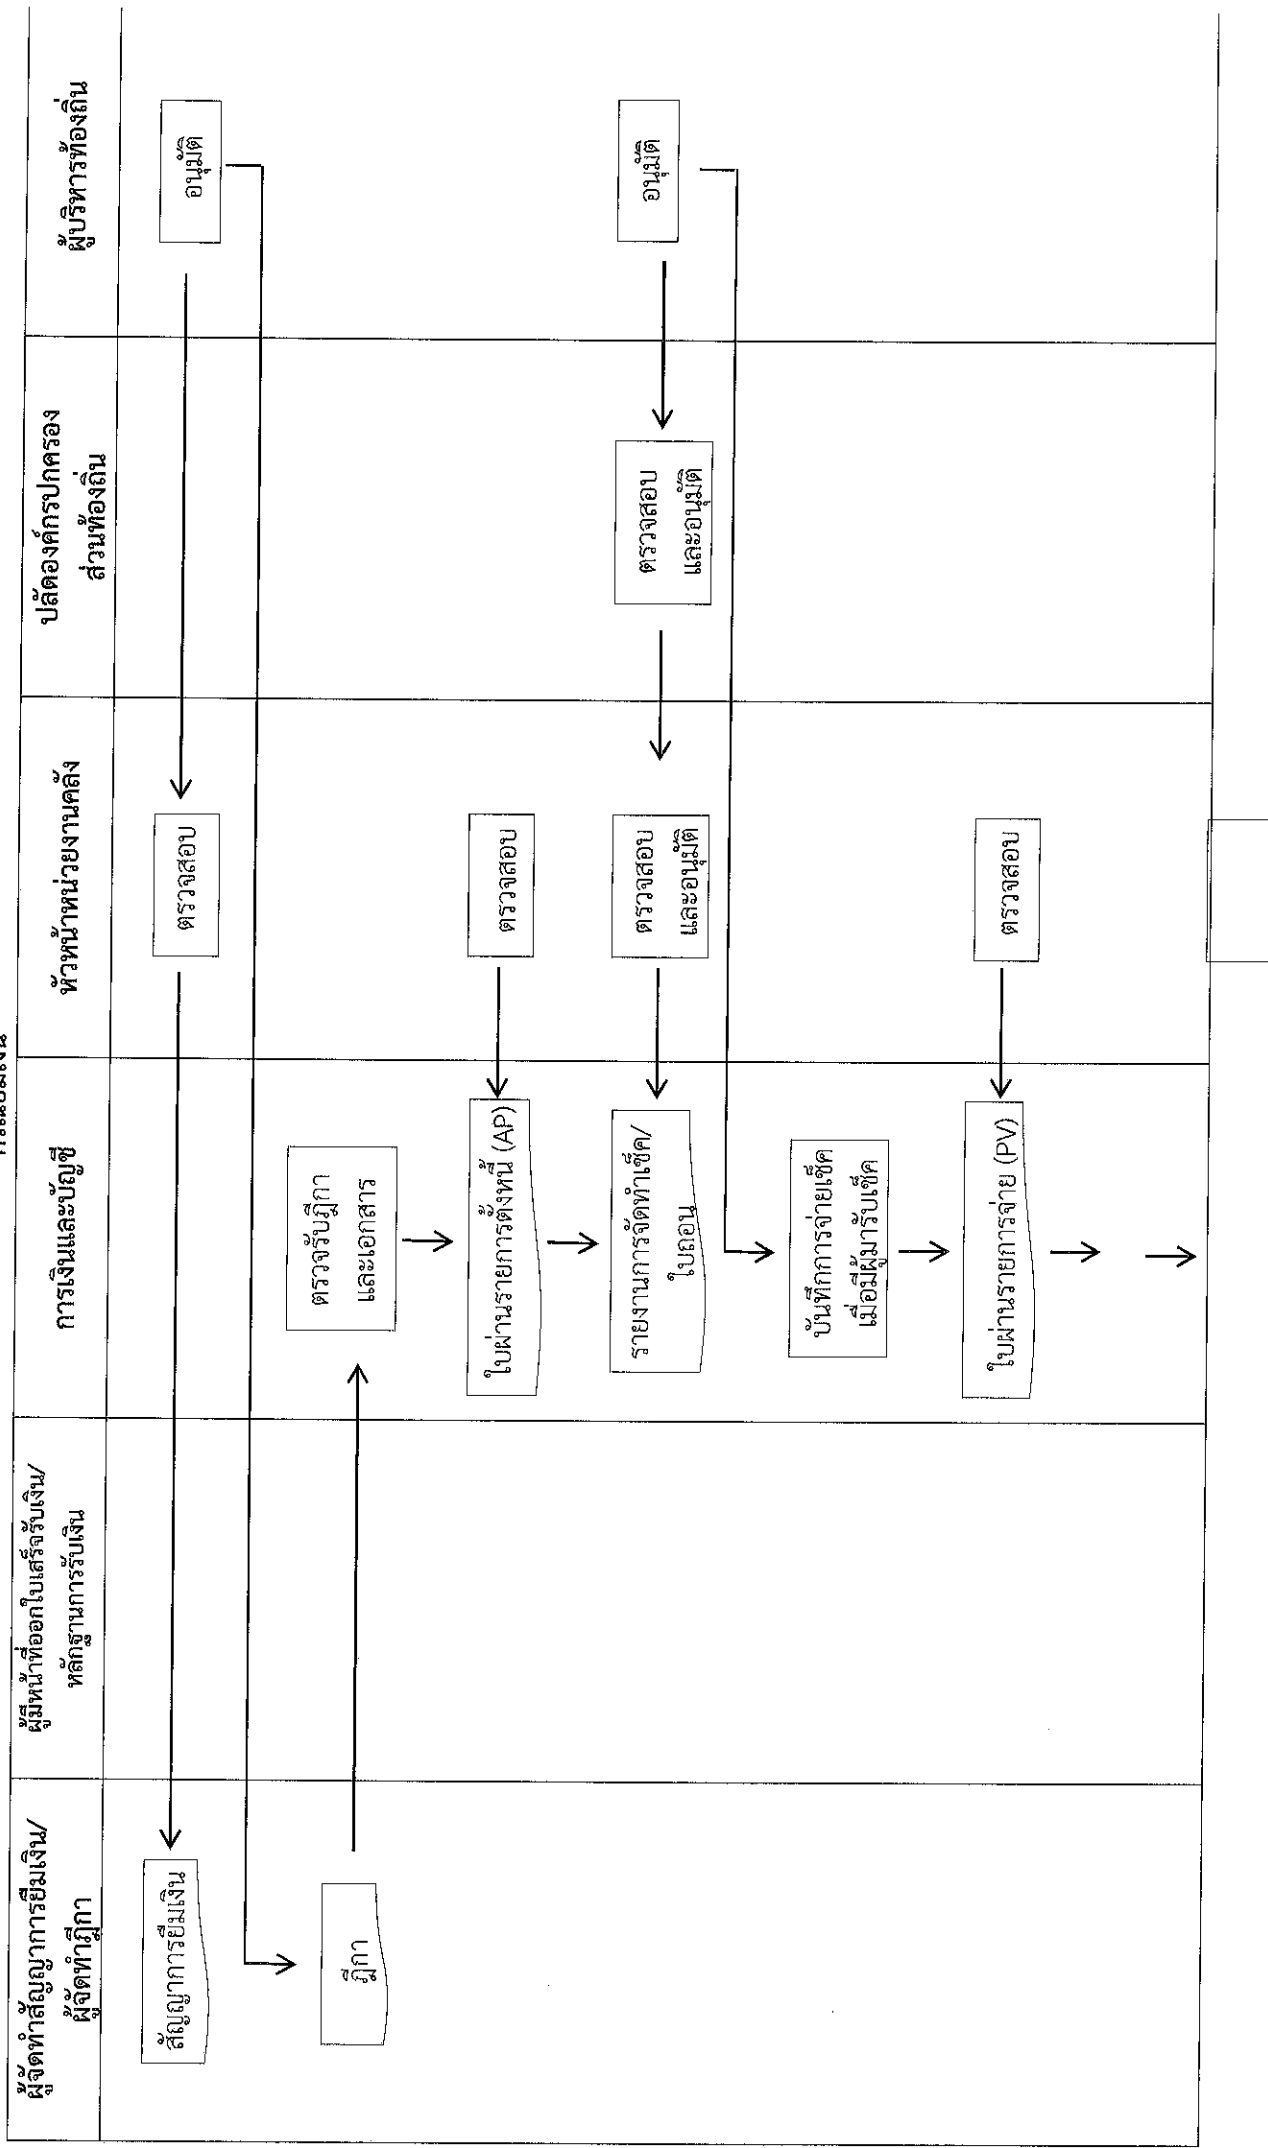 ผู้จัดทำสัญญาการยืมเงิน/
ผู้จัดทำฎีกา
ผู้มีหน้าที่ออกใบเสร็จรับเงิน/
หลักฐานการรับเงิน
การเงินและบัญชี
หัวหน้าหน่วยงานคลัง
ปลัดองค์กรปกครอง
ส่วนท้องถิ่น
ผู้บริหารท้องถิ่น
สัญญาการยืมเงิน
ตรวจสอบ
อนุมัติ
ฎีกา
ตรวจรับฎีกา
และเอกสาร
ใบผ่านรายการตั้งหนี้ (AP)
ตรวจสอบ
รายงานการจัดทำเช็ค/
ใบถอน
ตรวจสอบ
และอนุมัติ
ตรวจสอบ
และอนุมัติ
อนุมัติ
บันทึกการจ่ายเช็ค
เมื่อมีผู้มารับเช็ค
ใบผ่านรายการจ่าย (PV)
ตรวจสอบ